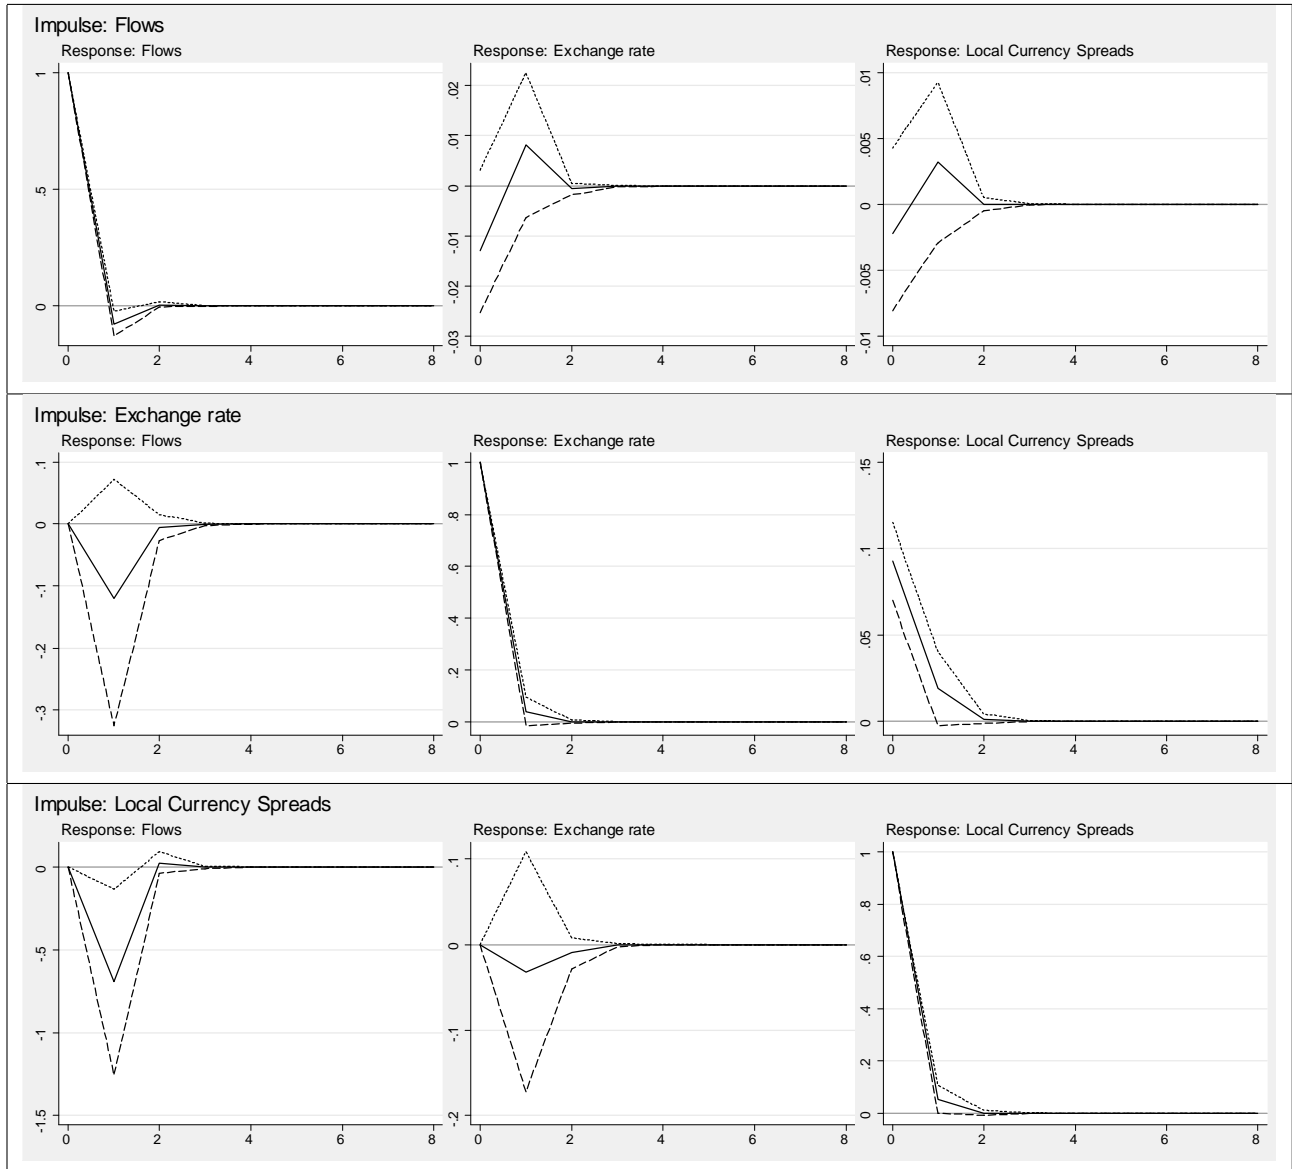 Impulse: Flows
Response: Flows Response: Exchange rate Response: Local Currency Spreads
1
.5
0
0 2 4 6 8
.02
.01
0
-.01
-.02
-.03
0 2 4 6 8
.01
.005
0
-.005
-.01
0 2 4 6 8
Impulse: Exchange rate
Response: Flows Response: Exchange rate Response: Local Currency Spreads
.1
0
-.1
-.2
-.3
0 2 4 6 8
1
.8
.6
.4
.2
0
0 2 4 6 8
.15
.1
.05
0
0 2 4 6 8
Impulse: Local Currency Spreads
Response: Flows Response: Exchange rate Response: Local Currency Spreads
0
-.5
-1
-1.5
0 2 4 6 8
.1
0
-.1
-.2
0 2 4 6 8
1
.8
.6
.4
.2
0
0 2 4 6 8